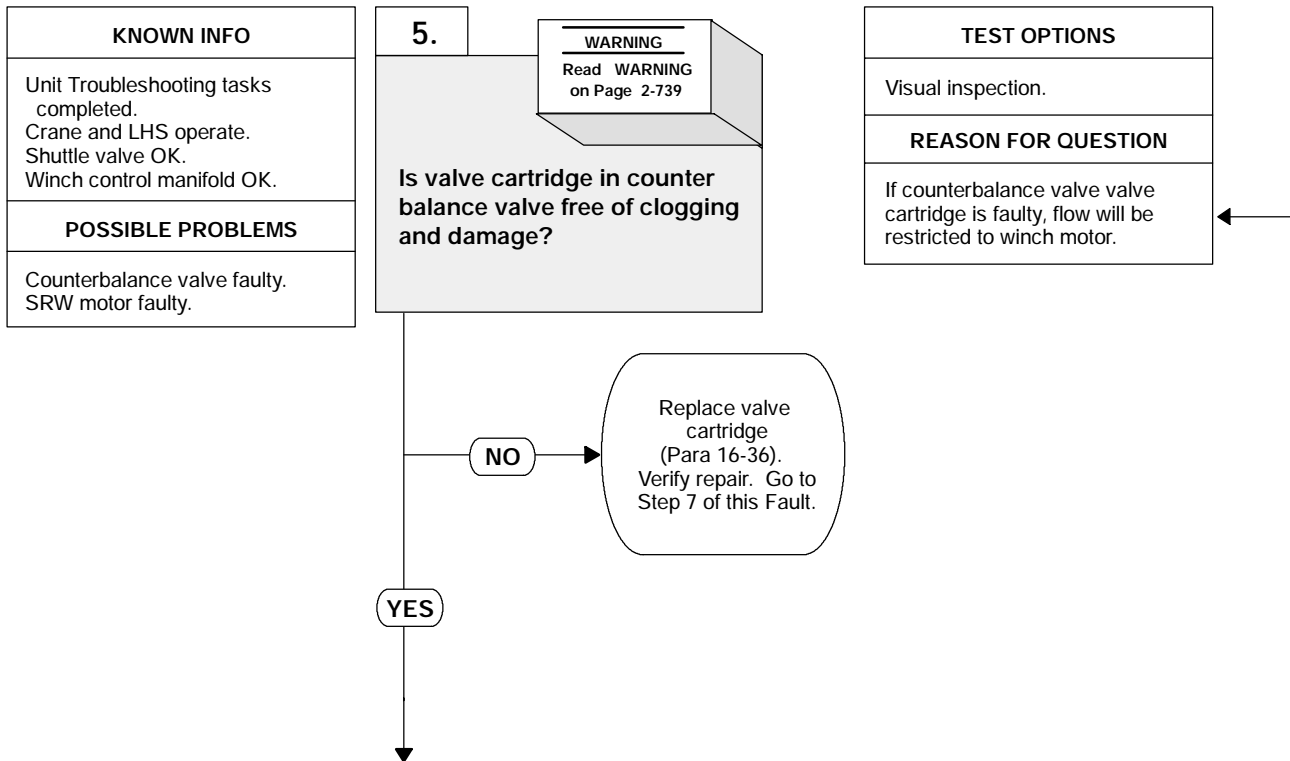 KNOWN INFO
Unit Troubleshooting tasks
completed.
Crane and LHS operate.
Shuttle valve OK.
Winch control manifold OK.
POSSIBLE PROBLEMS
Counterbalance valve faulty.
SRW motor faulty.
5.
WARNING
Read WARNING
on Page 2-739
Is valve cartridge in counter
balance valve free of clogging
and damage?
TEST OPTIONS
Visual inspection.
REASON FOR QUESTION
If counterbalance valve valve
cartridge is faulty, flow will be
restricted to winch motor.
NO
Replace valve
cartridge
(Para 16-36).
Verify repair. Go to
Step 7 of this Fault.
YES